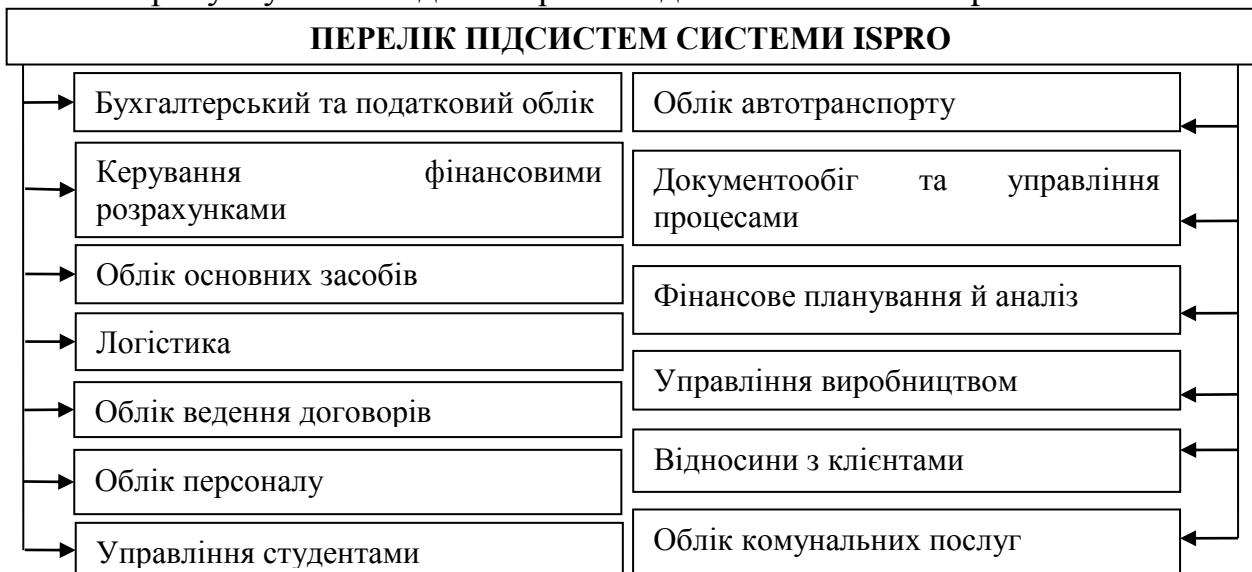 ПЕРЕЛІК ПІДСИСТЕМ СИСТЕМИ ISPRO
Бухгалтерський та податковий облік
Керування фінансовими
розрахунками
Облік основних засобів
Логістика
Облік ведення договорів
Облік персоналу
Управління студентами
Облік автотранспорту
Документообіг та управління
процесами
Фінансове планування й аналіз
Управління виробництвом
Відносини з клієнтами
Облік комунальних послуг